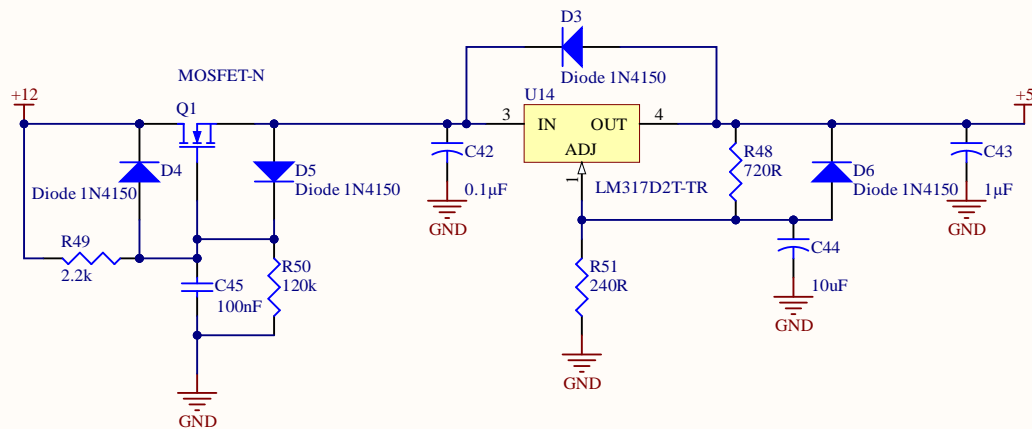 D3
Diode 1N4150
MOSFET-N
+12
Q1
U14
3
IN
OUT
4
ADJ
1
LM317D2T-TR
+5
D4
Diode 1N4150
D5
Diode 1N4150
C42
0.1µF
GND
R48
720R
D6
Diode 1N4150
C43
1µF
GND
R49
2.2k
C45
100nF
R50
120k
GND
R51
240R
GND
C44
10uF
GND